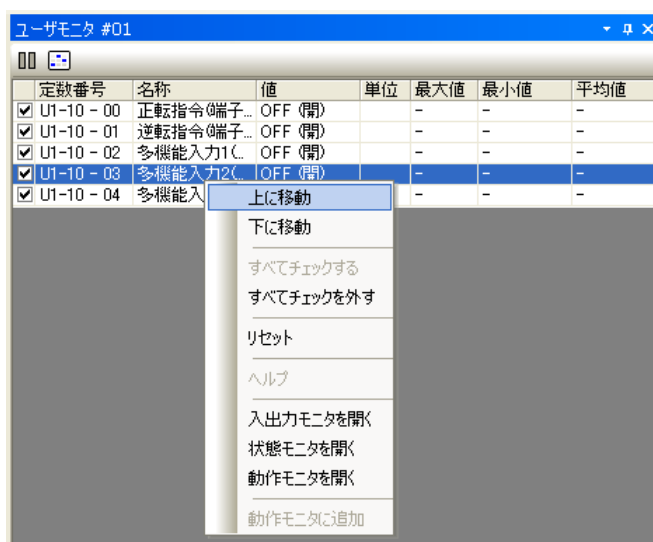 ユーザモニタ #01
定数番号 名称 値 単位 最大値 最小値 平均値
U1-10 - 00 正転指令(端子... OFF (開) - - -
U1-10 - 01 逆転指令(端子... OFF (開) - - -
U1-10 - 02 多機能入力1(... OFF (開) - - -
U1-10 - 03 多機能入力2(... OFF (開) - - -
U1-10 - 04 多機能入 - - -
上に移動
下に移動
すべてチェックする
すべてチェックを外す
リセット
ヘルプ
入出力モニタを開く
状態モニタを開く
動作モニタを開く
動作モニタに追加